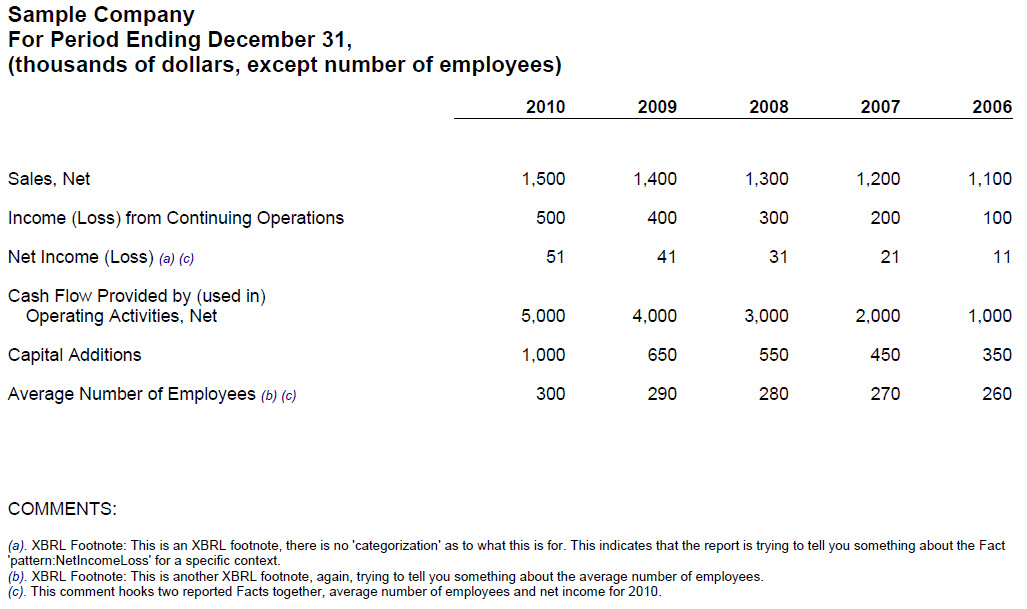 Sample Company
For Period Ending December 31,
(thousands of dollars, except number of employees)
2010 2009 2008 2007 2006
Sales, Net 1,500 1,400 1,300 1,200 1,100
Income (Loss) from Continuing Operations 500 400 300 200 100
Net Income (Loss) (a) (c) 51 41 31 21 11
Cash Flow Provided by (used in)
Operating Activities, Net 5,000 4,000 3,000 2,000 1,000
Capital Additions 1,000 650 550 450 350
Average Number of Employees (b) (c) 300 290 280 270 260
COMMENTS:
(a). XBRL Footnote: This is an XBRL footnote, there is no 'categorization' as to what this is for. This indicates that the report is trying to tell you something about the Fact
'pattern:NetIncomeLoss' for a specific context.
(b). XBRL Footnote: This is another XBRL footnote, again, trying to tell you something about the average number of employees.
(c). This comment hooks two reported Facts together, average number of employees and net income for 2010.